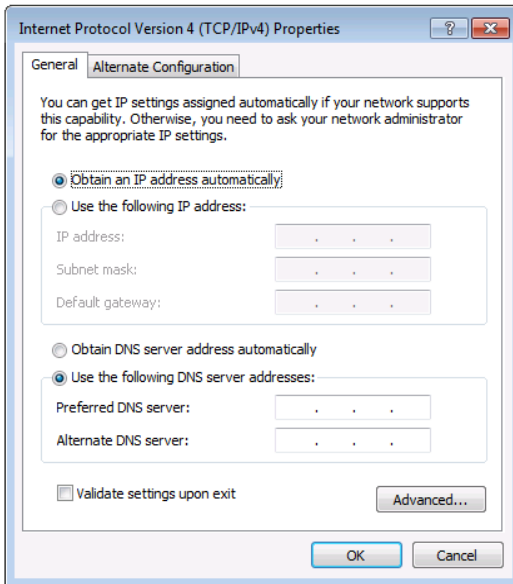 Internet Protocol Version 4 (TCP/IPv4) Properties
General
Alternate Configuration
You can get IP settings assigned automatically if your network supports
this capability. Otherwise, you need to ask your network administrator
for the appropriate IP settings.
Obtain an IP address automatically
Use the following IP address:
IP address:
Subnet mask:
Default gateway:
Obtain DNS server address automatically
Use the following DNS server addresses:
Preferred DNS server:
Alternate DNS server:
Validate settings upon exit
Advanced...
OK
Cancel